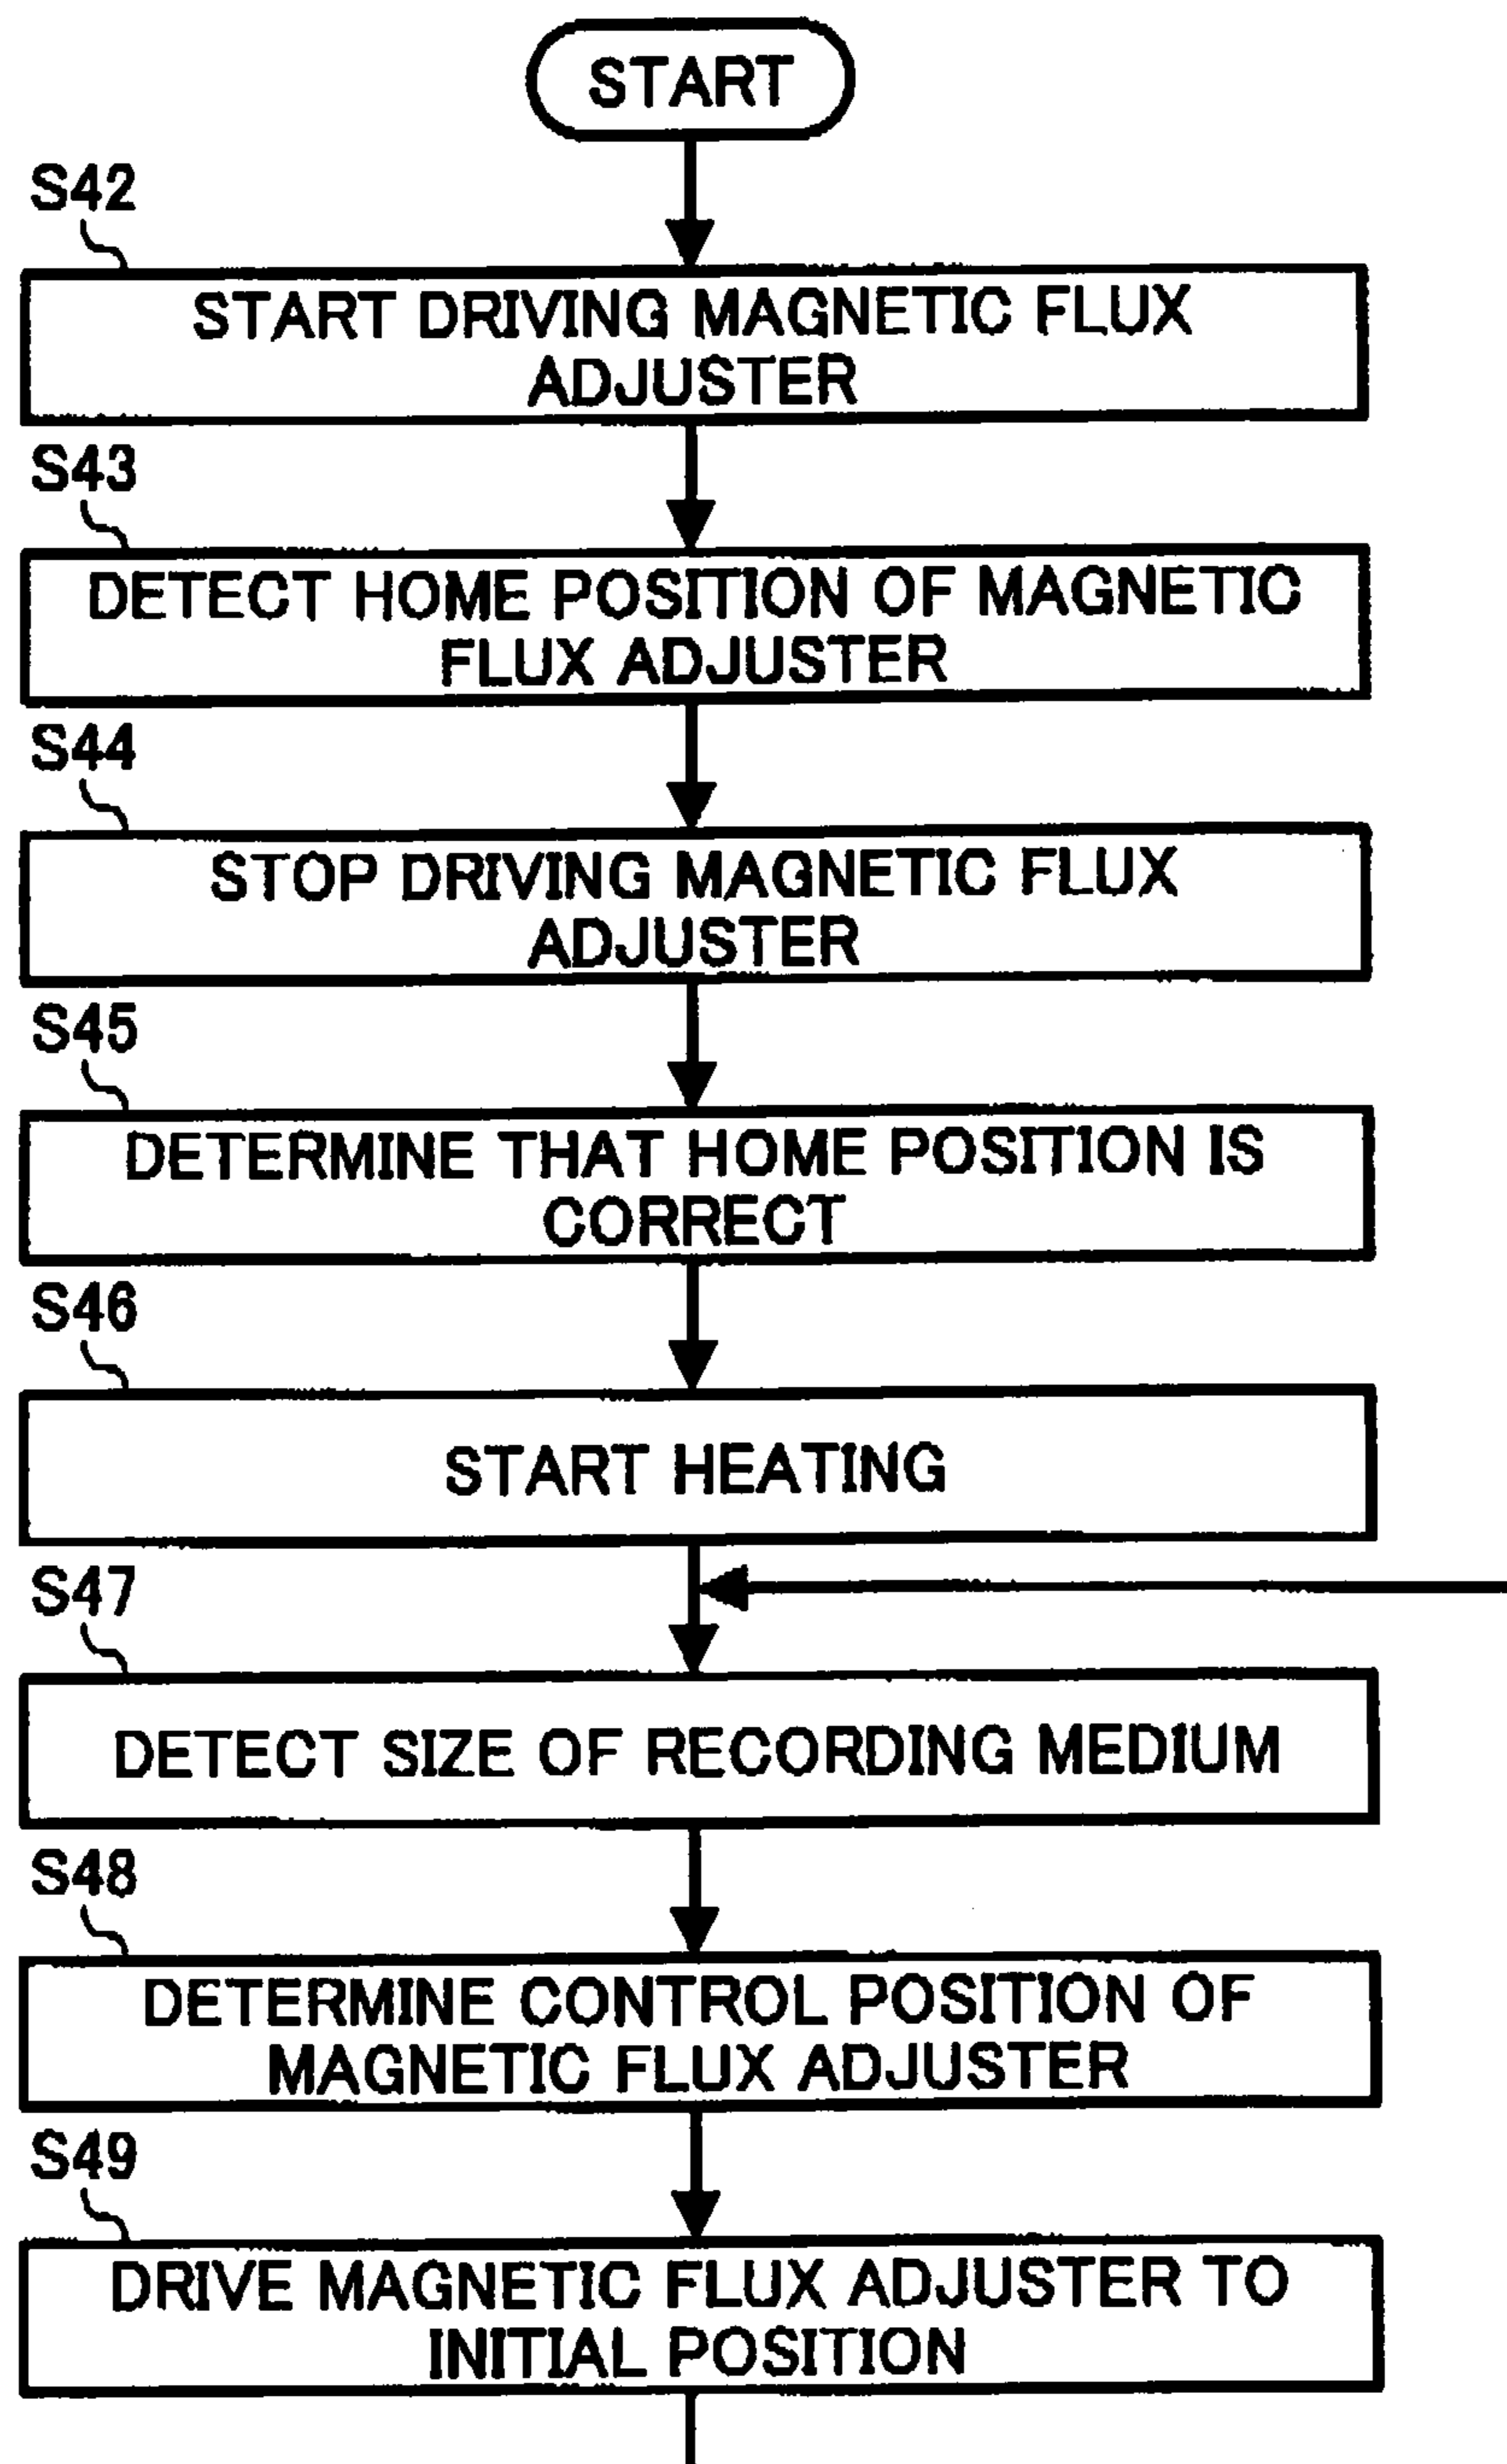 START
S42
START DRIVING MAGNETIC FLUX
ADJUSTER
S43
DETECT HOME POSITION OF MAGNETIC
FLUX ADJUSTER
S44
STOP DRIVING MAGNETIC FLUX
ADJUSTER
S45
DETERMINE THAT HOME POSITION IS
CORRECT
S46
START HEATING
S47
DETECT SIZE OF RECORDING MEDIUM
S48
DETERMINE CONTROL POSITION OF
MAGNETIC FLUX ADJUSTER
S49
DRIVE MAGNETIC FLUX ADJUSTER TO
INITIAL POSITION